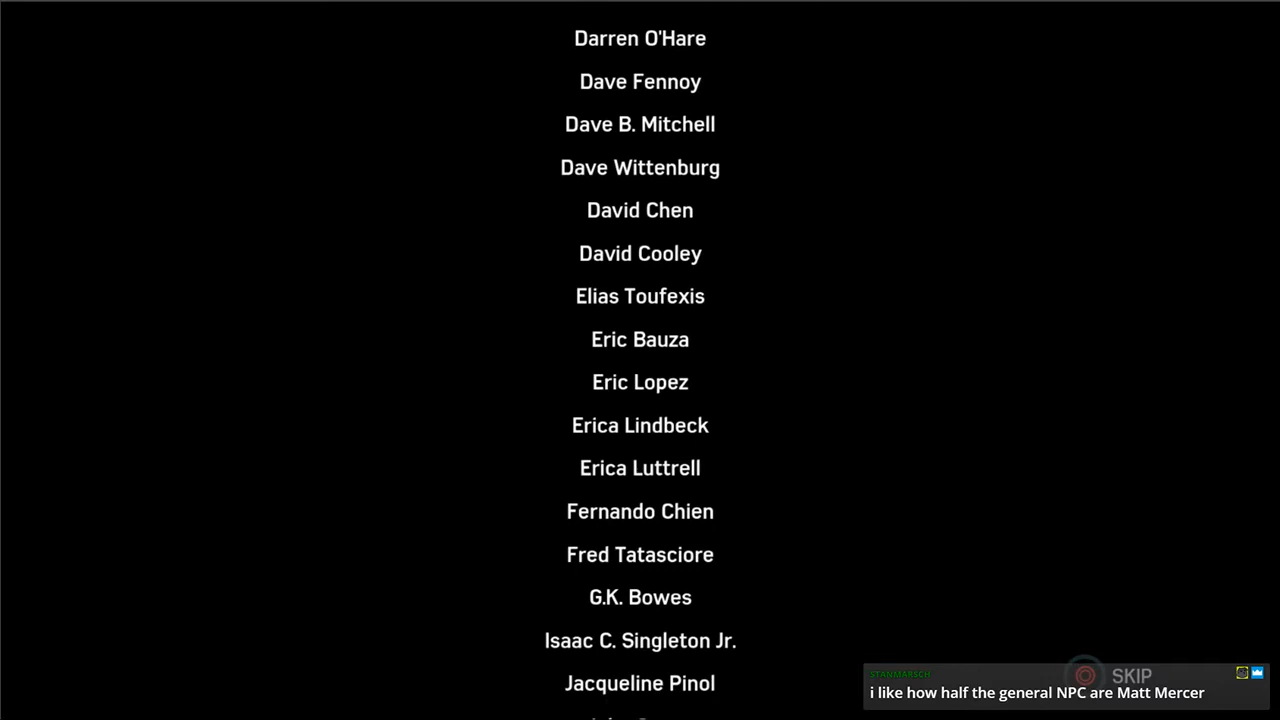 Darren O'Hare
Dave Fennoy
Dave B. Mitchell
Dave Wittenburg
David Chen
David Cooley
Elias Toufexis
Eric Bauza
Eric Lopez
Erica Lindbeck
Erica Luttrell
Fernando Chien
Fred Tatasciore
G.K. Bowes
Isaac C. Singleton Jr.
Jacqueline Pinol
SKIP
STANMARSCH
i like how half the general NPC are Matt Mercer